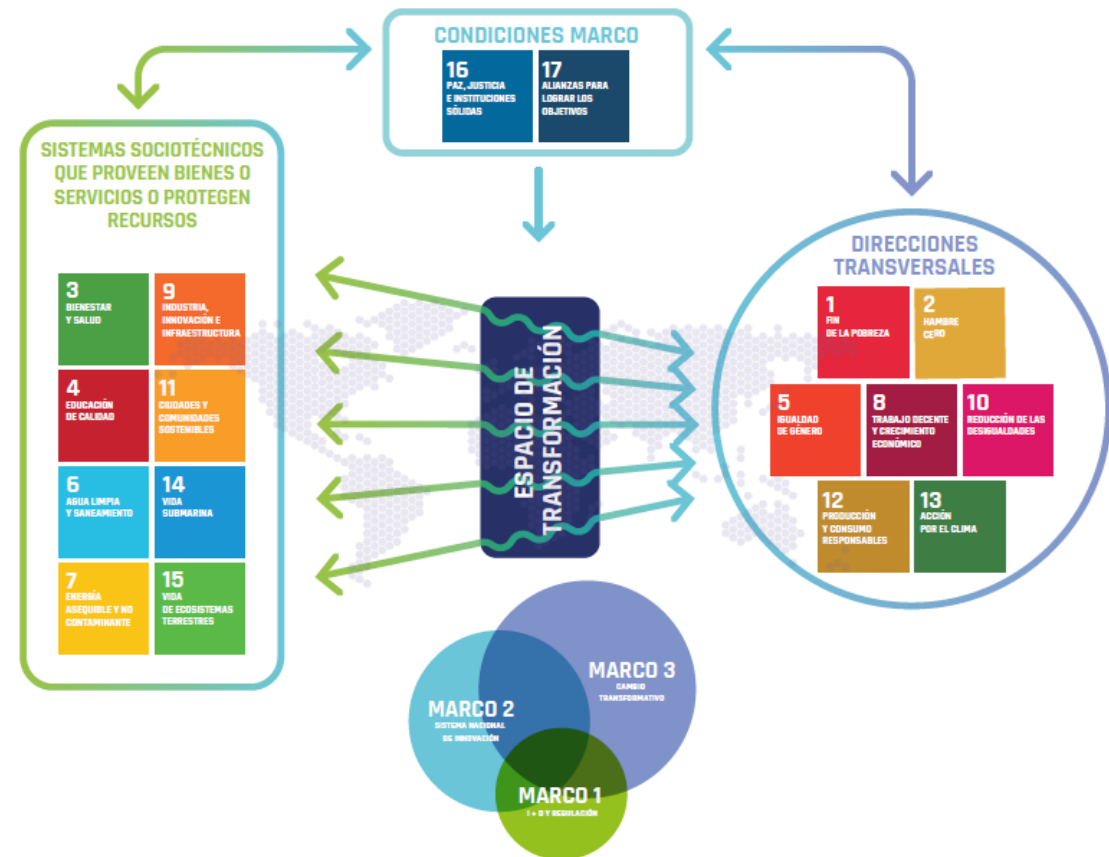 CONDICIONES MARCO
16
PAZ, JUSTICIA
E INSTITUCIONES
SÓLIDAS
17
ALIANZAS PARA
LOGRAR LOS
OBJETIVOS
SISTEMAS SOCIOTÉCNICOS
QUE PROVEEN BIENES O
SERVICIOS O PROTEGEN
RECURSOS
3
BIENESTAR
Y SALUD
9
INDUSTRIA,
INNOVACIÓN E
INFRAESTRUCTURA
4
EDUCACIÓN
DE CALIDAD
11
CIUDADES Y
COMUNIDADES
SOSTENIBLES
6
AGUA LIMPIA
Y SANEAMIENTO
14
VIDA
SUBMARINA
7
ENERGÍA
ASEQUIBLE Y NO
CONTAMINANTE
15
VIDA
DE ECOSISTEMAS
TERRESTRES
ESPACIO DE
TRANSFORMACIÓN
DIRECCIONES
TRANSVERSALES
1
FIN
DE LA POBREZA
2
HAMBRE
CERO
5
IGUALDAD
DE GÉNERO
8
TRABAJO DECENTE
Y CRECIMIENTO
ECONÓMICO
10
REDUCCIÓN DE LAS
DESIGUALDADES
12
PRODUCCIÓN
Y CONSUMO
RESPONSABLES
13
ACCIÓN
POR EL CLIMA
MARCO 3
CAMBIO
TRANSFORMATIVO
MARCO 2
SISTEMA NACIONAL
DE INNOVACIÓN
MARCO 1
I + D Y REGULACIÓN